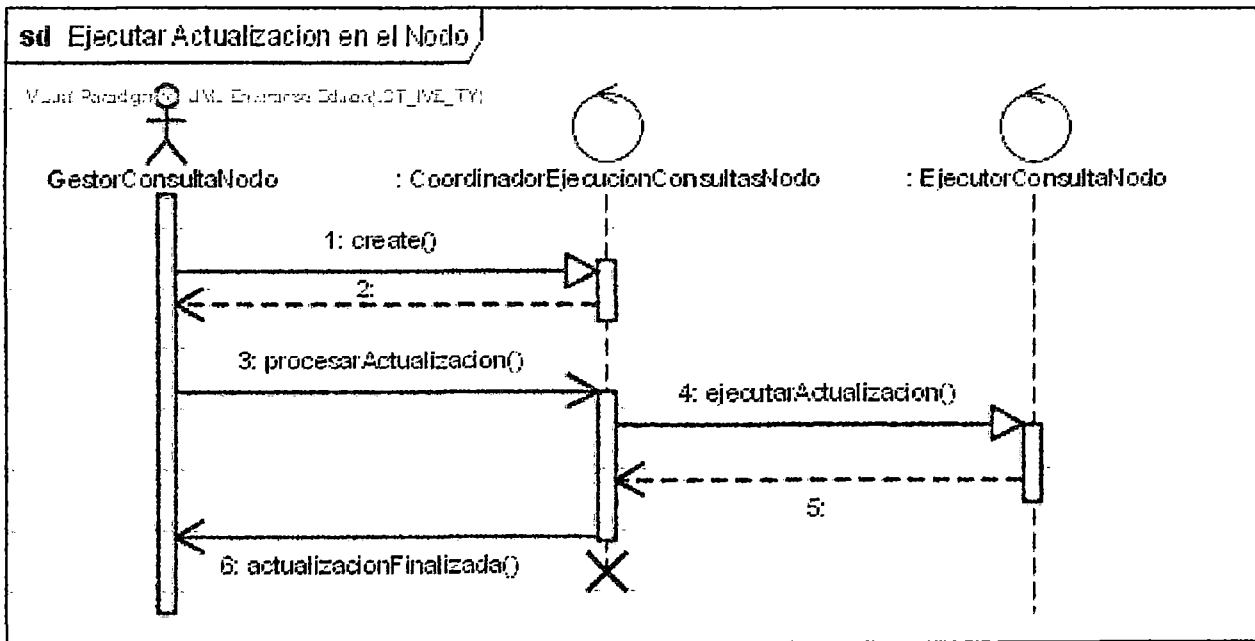 sd Ejecutar Actualizacion en el Nodo
GestorConsultaNodo
: CoordinadorEjecucionConsultasNodo
: EjecutorConsultaNodo
1: create()
2:
3: procesarActualizacion()
4: ejecutarActualizacion()
5:
6: actualizacionFinalizada()